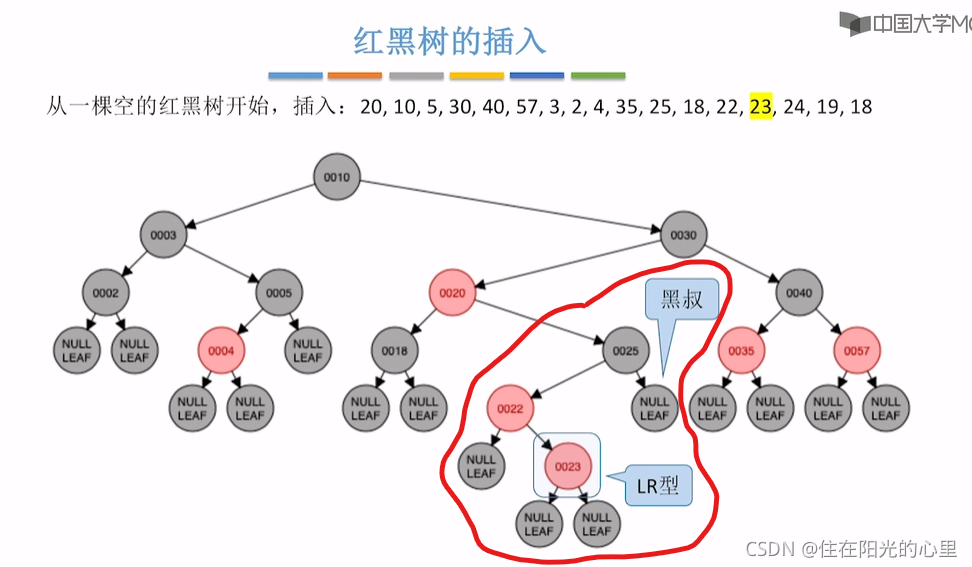 中国大学MO
红黑树的插入
从一棵空的红黑树开始，插入：20, 10, 5, 30, 40, 57, 3, 2, 4, 35, 25, 18, 22, 23, 24, 19, 18
0010
0003
0030
0002
0005
0020
黑叔
0040
NULL
LEAF
NULL
LEAF
0004
NULL
LEAF
0018
0025
0035
0057
NULL
LEAF
NULL
LEAF
NULL
LEAF
NULL
LEAF
0022
NULL
LEAF
NULL
LEAF
NULL
LEAF
NULL
LEAF
NULL
LEAF
NULL
LEAF
0023
LR型
NULL
LEAF
NULL
LEAF
CSDN @住在阳光的心里